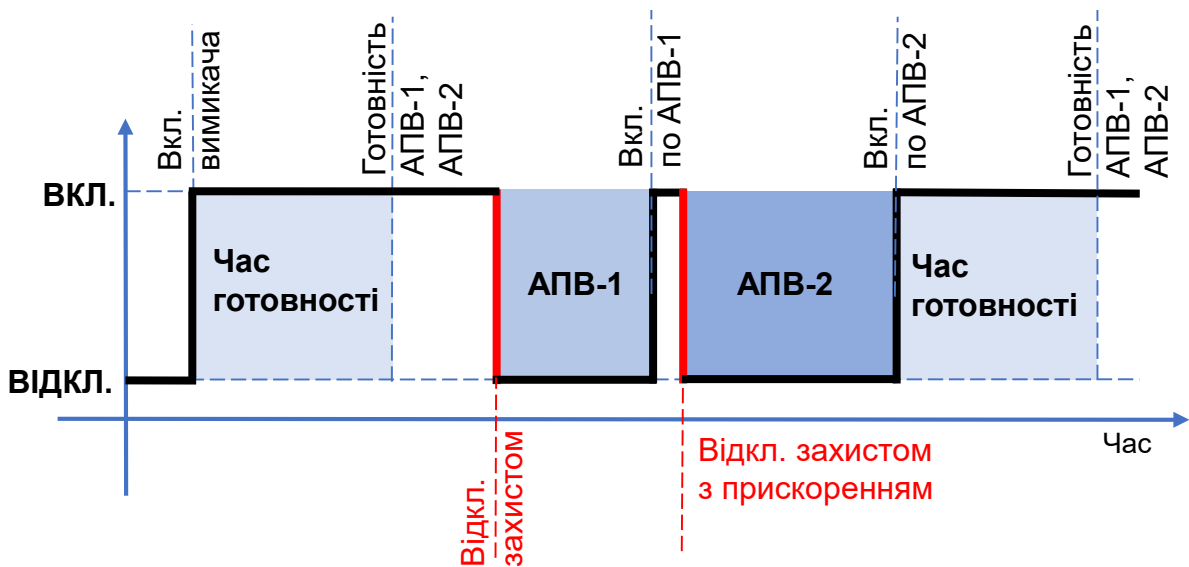 Вкл.
вимикача
Готовність
АПВ-1,
АПВ-2
Вкл.
по АПВ-1
Вкл.
по АПВ-2
Готовність
АПВ-1,
АПВ-2
ВКЛ.
Час
готовності
АПВ-1
АПВ-2
Час
готовності
ВІДКЛ.
Час
Відкл.
захистом
Відкл. захистом
з прискоренням